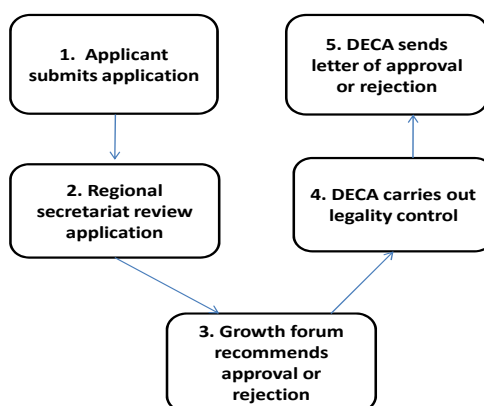 1. Applicant
submits application
2. Regional
secretariat review
application
3. Growth forum
recommends
approval or
rejection
4. DECA carries out
legality control
5. DECA sends
letter of approval
or rejection